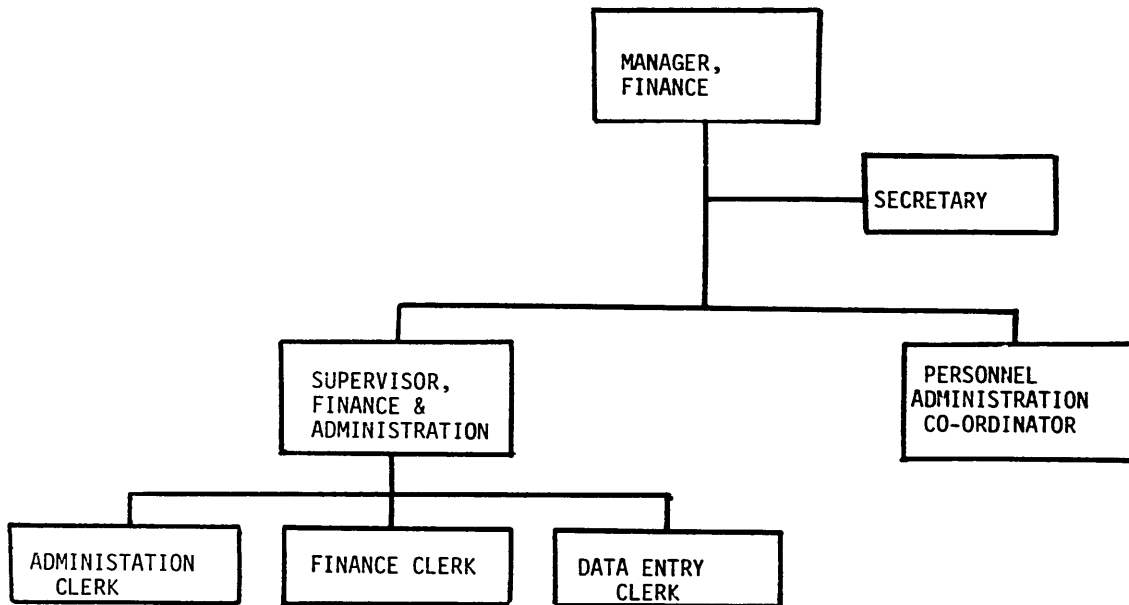 MANAGER,
FINANCE
SECRETARY
SUPERVISOR,
FINANCE &
ADMINISTRATION
PERSONNEL
ADMINISTRATION
CO-ORDINATOR
ADMINISTATION
CLERK
FINANCE CLERK
DATA ENTRY
CLERK